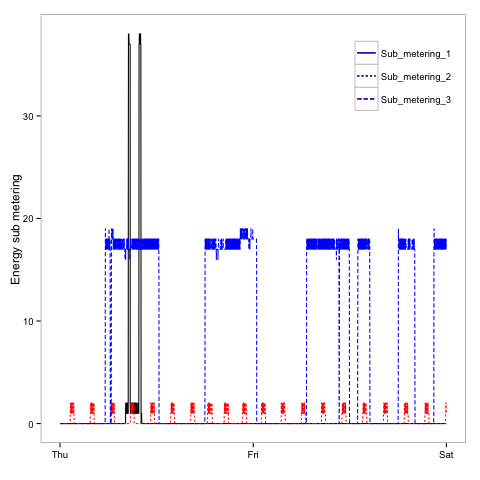 Sub_metering_1
Sub_metering_2
Sub_metering_3
30
20
10
0
Energy sub metering
Thu Fri Sat